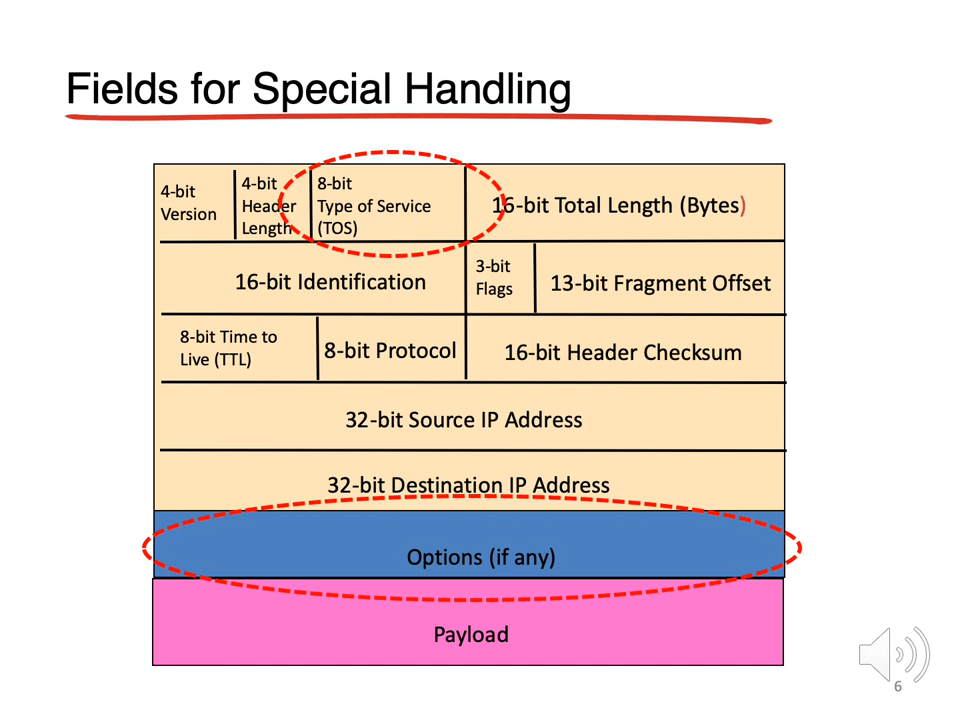 Fields for Special Handling
4-bit
Version
4-bit
Header
Length
8-bit
Type of Service
(TOS)
16-bit Total Length (Bytes)
16-bit Identification
3-bit
Flags
13-bit Fragment Offset
8-bit Time to
Live (TTL)
8-bit Protocol
16-bit Header Checksum
32-bit Source IP Address
32-bit Destination IP Address
Options (if any)
Payload
6